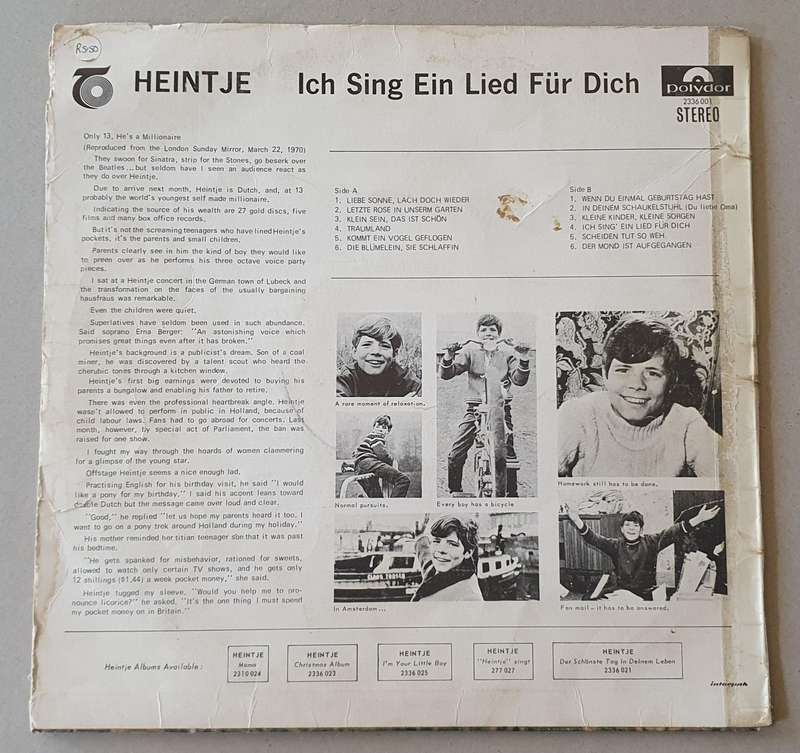 R5-50
HEINTJE Ich Sing Ein Lied Für Dich
polydor
2336 001
STEREO
Only 13, He's a Millionaire
(Reproduced from the London Sunday Mirror, March 22, 1970)
They swoon for Sinatra, strip for the Stones, go beserk over
the Beatles...but seldom have I seen an audience react as
they do over Heintje.
Due to arrive next month, Heintje is Dutch, and, at 13
probably the world's youngest self made millionaire.
Indicating the source of his wealth are 27 gold discs, five
films and many box office records.
But it's not the screaming teenagers who have lined Heintje's
pockets, it's the parents and small children.
Parents clearly see in him the kind of boy they would like
to preen over as he performs his three octave voice party
pieces.
I sat at a Heintje concert in the German town of Lubeck and
the transformation on the faces of the usually bargaining
hausfraus was remarkable.
Even the children were quiet.
Superlatives have seldom been used in such abundance.
Said soprano Erna Berger: "An astonishing voice which
promises great things even after it has broken."
Heintje's background is a publicist's dream. Son of a coal
miner, he was discovered by a talent scout who heard the
cherubic tones through a kitchen window.
Heintje's first big earnings were devoted to buying his
parents a bungalow and enabling his father to retire.
There was even the professional heartbreak angle. Heintje
wasn't allowed to perform in public in Holland, because of
child labour laws. Fans had to go abroad for concerts. Last
month, however, by special act of Parliament, the ban was
raised for one show.
I fought my way through the hoards of women clammering
for a glimpse of the young star.
Offstage Heintje seems a nice enough lad.
Practising English for his birthday visit, he said "I would
like a pony for my birthday," I said his accent leans toward
double Dutch but the message came over loud and clear.
"Good," he replied "let us hope my parents heard it too. I
want to go on a pony trek around Holland during my holiday."
His mother reminded her titian teenager son that it was past
his bedtime.
"He gets spanked for misbehavior, rationed for sweets,
allowed to watch only certain TV shows, and he gets only
12 shillings ($1,44) a week pocket money," she said.
Heintje tugged my sleeve, "Would you help me to pro-
nounce licorice?" he asked, "It's the one thing I must spend
my pocket money on in Britain."
Side A
1. LIEBE SONNE, LACH DOCH WIEDER
2. LETZTE ROSE IN UNSERM GARTEN
3. KLEIN SEIN, DAS IST SCHÖN
4. TRAUMLAND
5. KOMMT EIN VOGEL GEFLOGEN
6. DIE BLÜMELEIN, SIE SCHLAFFIN
Side B
1. WENN DU EINMAL GEBURTSTAG HAST
2. IN DEINEM SCHAUKELSTUHL (Du liebe Oma)
3. KLEINE KINDER, KLEINE SORGEN
4. ICH SING' EIN LIED FÜR DICH
5. SCHEIDEN TUT SO WEH.
6. DER MOND IST AUFGEGANGEN
A rare moment of relaxation.
Normal pursuits.
Every boy has a bicycle
Homework still has to be done.
In Amsterdam...
Fan mail – it has to be answered.
Heintje Albums Available:
HEINTJE
Mama
2310 024
HEINTJE
Christmas Album
2336 023
HEINTJE
I'm Your Little Boy
2336 025
HEINTJE
"Heintje" singt
277 027
HEINTJE
Der Schönste Tag In Deinem Leben
2336 021
interpak